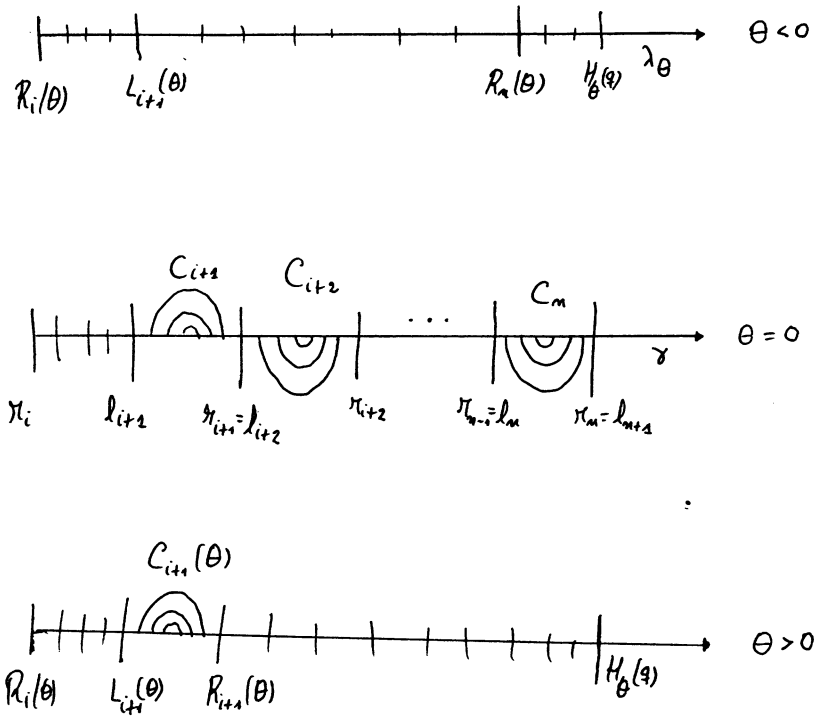 θ < 0
λ_θ
R_i(θ) L_{i+1}(θ) R_n(θ) H_θ(q)
C_{i+1} C_{i+2} ... C_n
θ = 0
γ
r_i l_{i+1} r_{i+1} = l_{i+2} r_{i+2} r_{n-1} = l_n r_n = l_{n+1}
C_{i+1}(θ)
θ > 0
R_i(θ) L_{i+1}(θ) R_{i+1}(θ) H_θ(q)